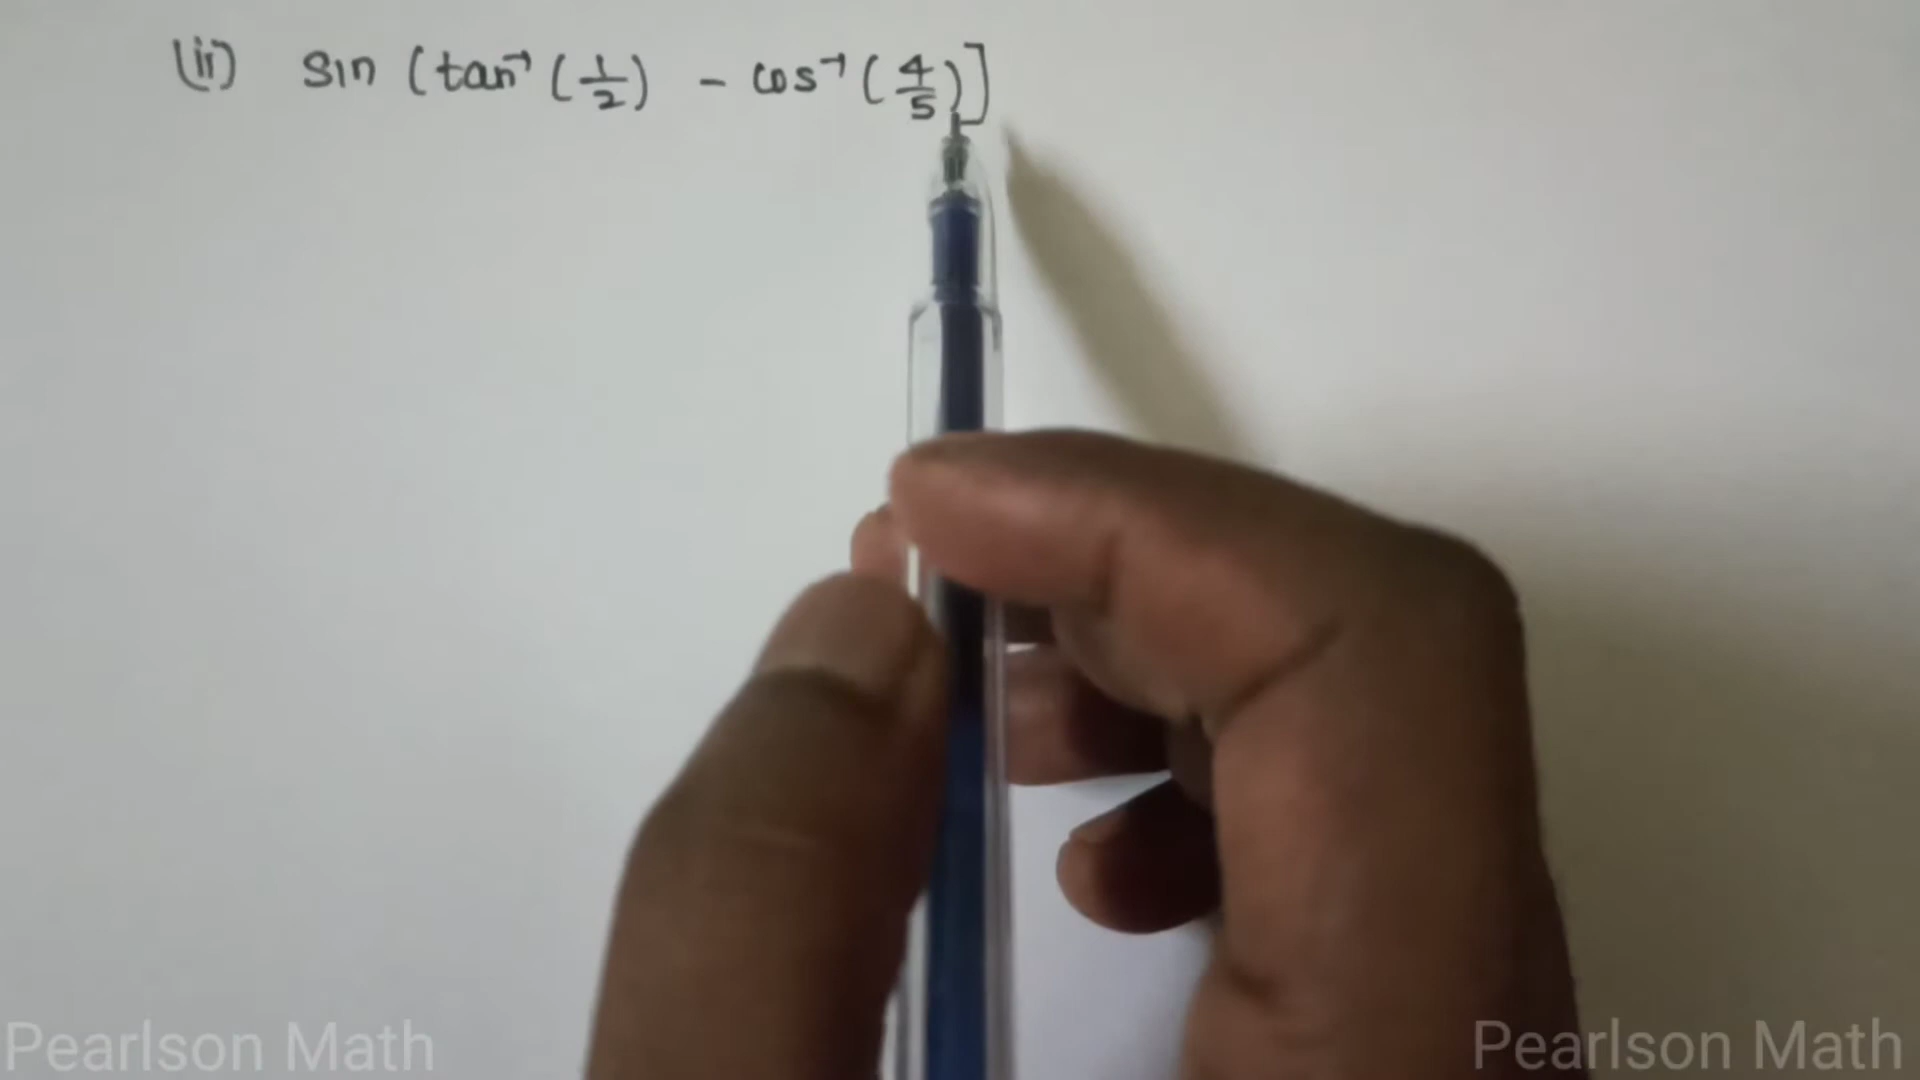 (ii) sin (tan⁻¹ (1/2) - cos⁻¹ (4/5)]
Pearlson Math
Pearlson Math